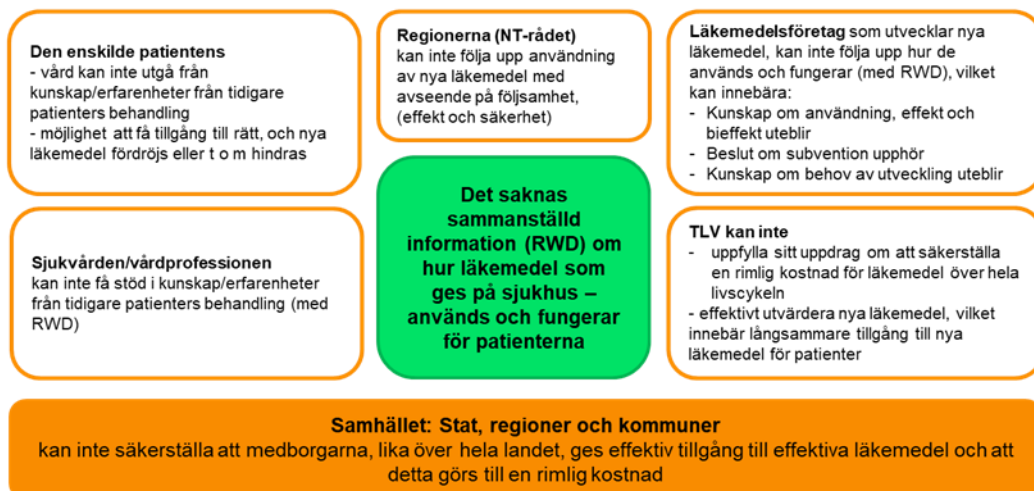 Den enskilde patientens
- vård kan inte utgå från
kunskap/erfarenheter från tidigare
patienters behandling
- möjlighet att få tillgång till rätt, och nya
läkemedel fördröjs eller t o m hindras
Regionerna (NT-rådet)
kan inte följa upp användning
av nya läkemedel med
avseende på följsamhet,
(effekt och säkerhet)
Läkemedelsföretag som utvecklar nya
läkemedel, kan inte följa upp hur de
används och fungerar (med RWD), vilket
kan innebära:
- Kunskap om användning, effekt och
bieffekt uteblir
- Beslut om subvention upphör
- Kunskap om behov av utveckling uteblir
Sjukvården/vårdprofessionen
kan inte få stöd i kunskap/erfarenheter
från tidigare patienters behandling (med
RWD)
Det saknas
sammanställd
information (RWD) om
hur läkemedel som
ges på sjukhus –
används och fungerar
för patienterna
TLV kan inte
- uppfylla sitt uppdrag om att säkerställa
en rimlig kostnad för läkemedel över hela
livscykeln
- effektivt utvärdera nya läkemedel, vilket
innebär långsammare tillgång till nya
läkemedel för patienter
Samhället: Stat, regioner och kommuner
kan inte säkerställa att medborgarna, lika över hela landet, ges effektiv tillgång till effektiva läkemedel och att
detta görs till en rimlig kostnad